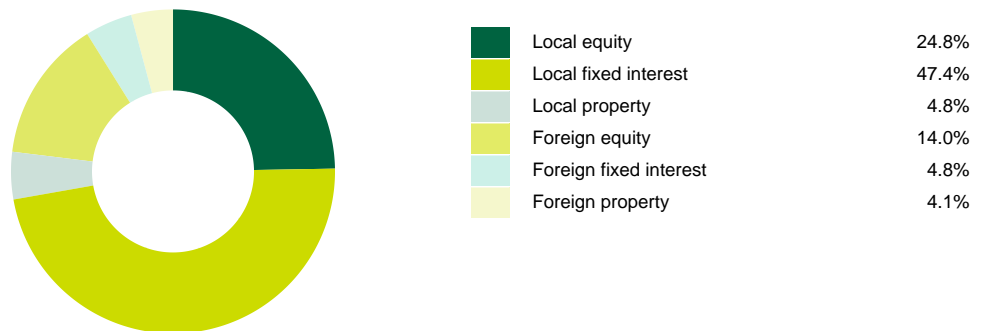 Local equity 24.8%
Local fixed interest 47.4%
Local property 4.8%
Foreign equity 14.0%
Foreign fixed interest 4.8%
Foreign property 4.1%